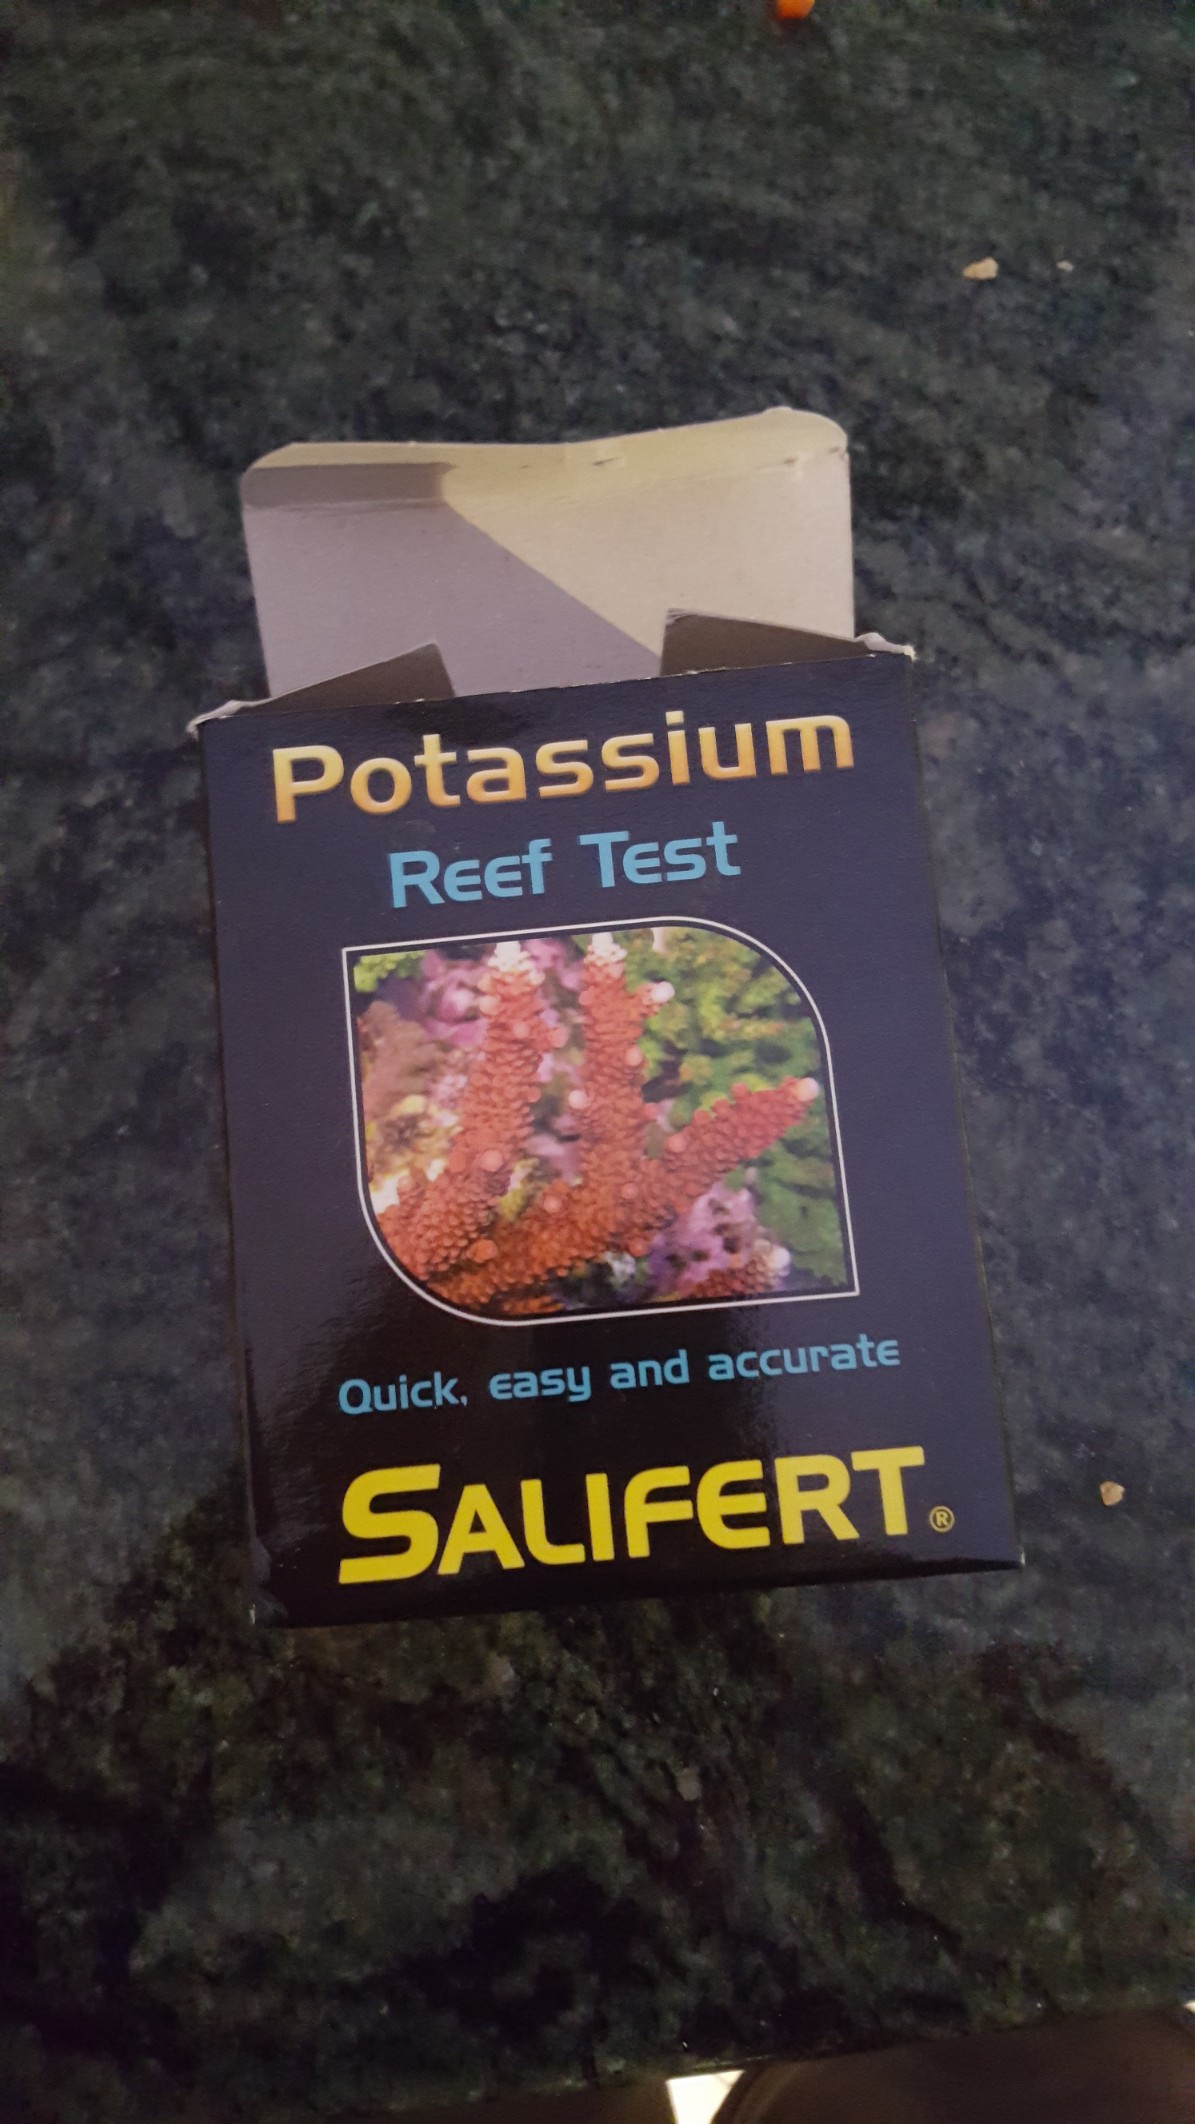 Potassium
Reef Test
Quick, easy and accurate
SALIFERT®